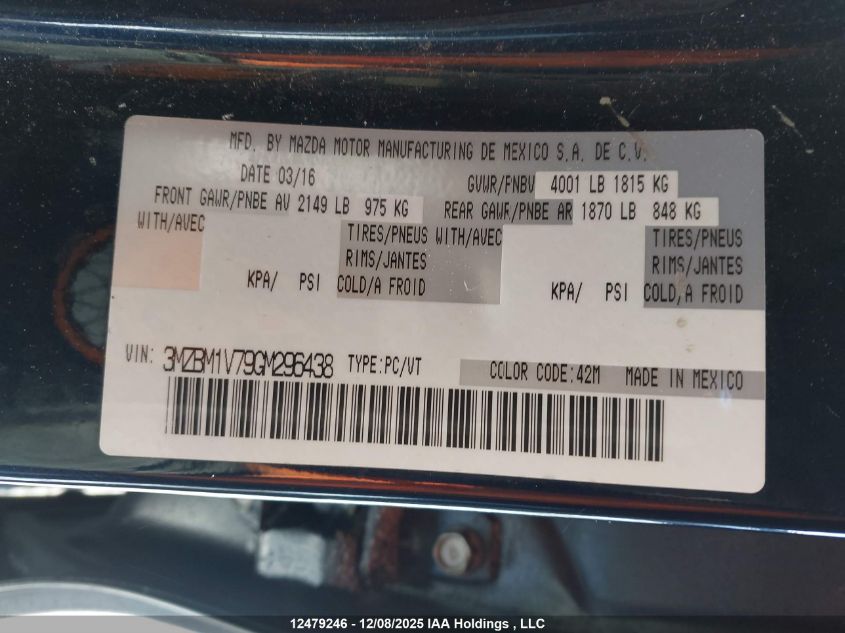 MFD. BY MAZDA MOTOR MANUFACTURING DE MEXICO S.A. DE C.V.
DATE 03/16 GVWR/PNBV 4001 LB 1815 KG
FRONT GAWR/PNBE AV 2149 LB 975 KG REAR GAWR/PNBE AR 1870 LB 848 KG
WITH/AVEC TIRES/PNEUS WITH/AVEC TIRES/PNEUS
RIMS/JANTES RIMS/JANTES
KPA/ PSI COLD/A FROID KPA/ PSI COLD/A FROID
VIN: 3MZBM1V79GM296438 TYPE:PC/VT COLOR CODE:42M MADE IN MEXICO
12479246 - 12/08/2025 IAA Holdings , LLC